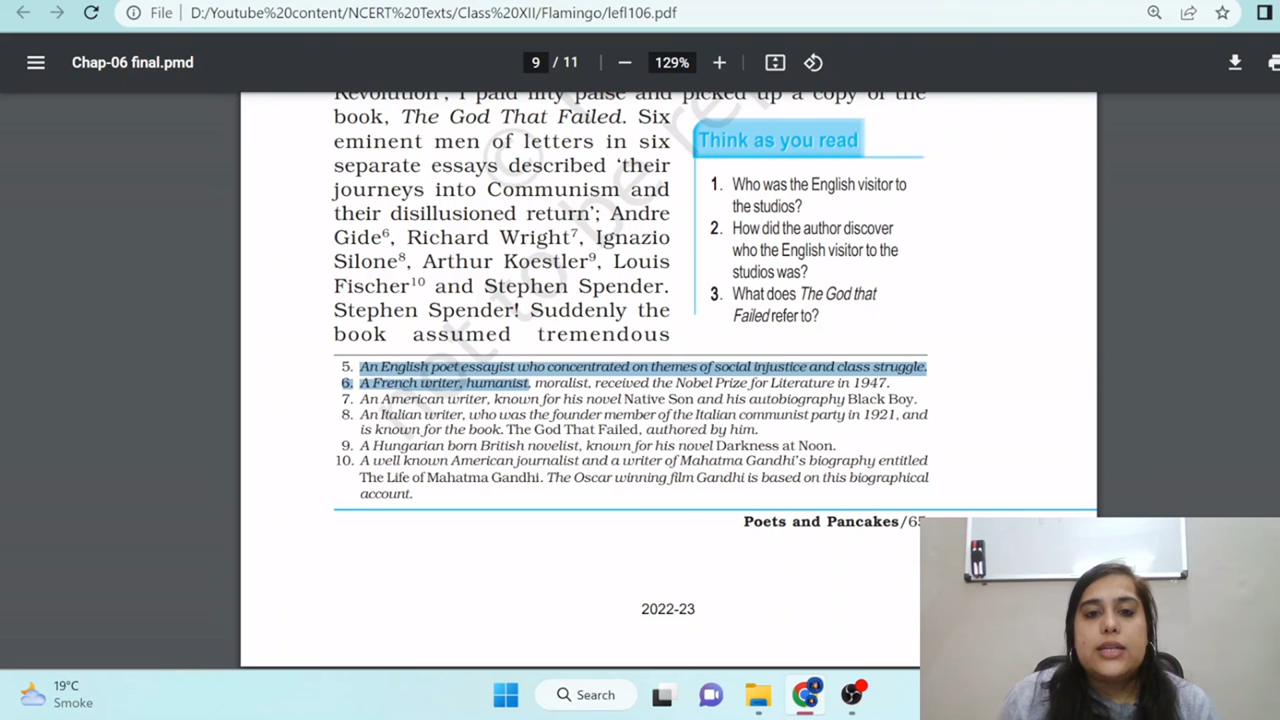 File
D:/Youtube%20content/NCERT%20Texts/Class%20XII/Flamingo/lefl106.pdf
Chap-06 final.pmd
9 / 11
129%
Revolution', I paid fifty paise and picked up a copy of the
book, The God That Failed. Six
eminent men of letters in six
separate essays described 'their
journeys into Communism and
their disillusioned return'; Andre
Gide⁶, Richard Wright⁷, Ignazio
Silone⁸, Arthur Koestler⁹, Louis
Fischer¹⁰ and Stephen Spender.
Stephen Spender! Suddenly the
book assumed tremendous
Think as you read
1. Who was the English visitor to
the studios?
2. How did the author discover
who the English visitor to the
studios was?
3. What does The God that
Failed refer to?
5. An English poet essayist who concentrated on themes of social injustice and class struggle.
6. A French writer, humanist, moralist, received the Nobel Prize for Literature in 1947.
7. An American writer, known for his novel Native Son and his autobiography Black Boy.
8. An Italian writer, who was the founder member of the Italian communist party in 1921, and
is known for the book. The God That Failed, authored by him.
9. A Hungarian born British novelist, known for his novel Darkness at Noon.
10. A well known American journalist and a writer of Mahatma Gandhi's biography entitled
The Life of Mahatma Gandhi. The Oscar winning film Gandhi is based on this biographical
account.
Poets and Pancakes/65
2022-23
not to be re
19°C
Smoke
Search